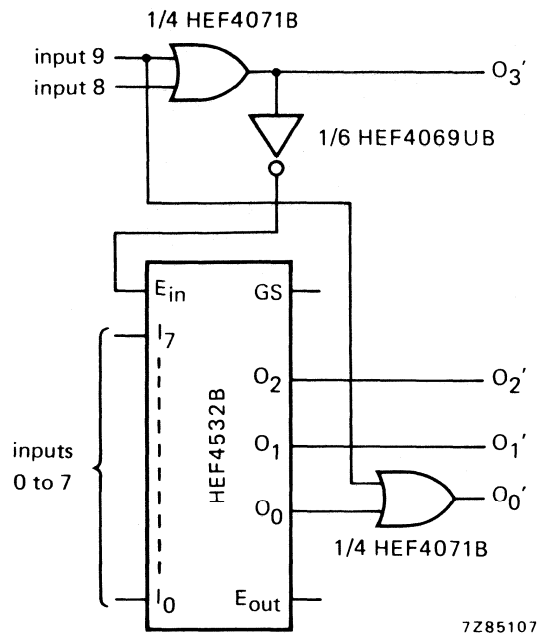 1/4 HEF4071B
input 9
input 8
O3'
1/6 HEF4069UB
Ein
GS
I7
HEF4532B
O2
O2'
O1
O1'
inputs
0 to 7
O0
O0'
1/4 HEF4071B
I0
Eout
7Z85107